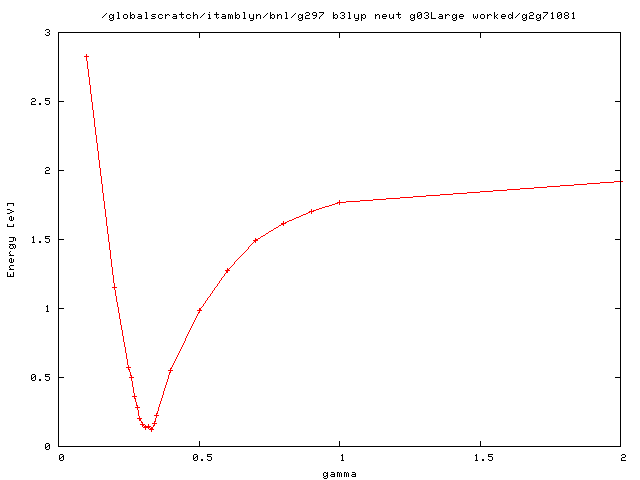 /globalscratch/itamblyn/bnl/g297 b3lyp neut g03Large worked/g2g71081
3
2.5
2
1.5
1
0.5
0
Energy [eV]
0 0.5 1 1.5 2
gamma